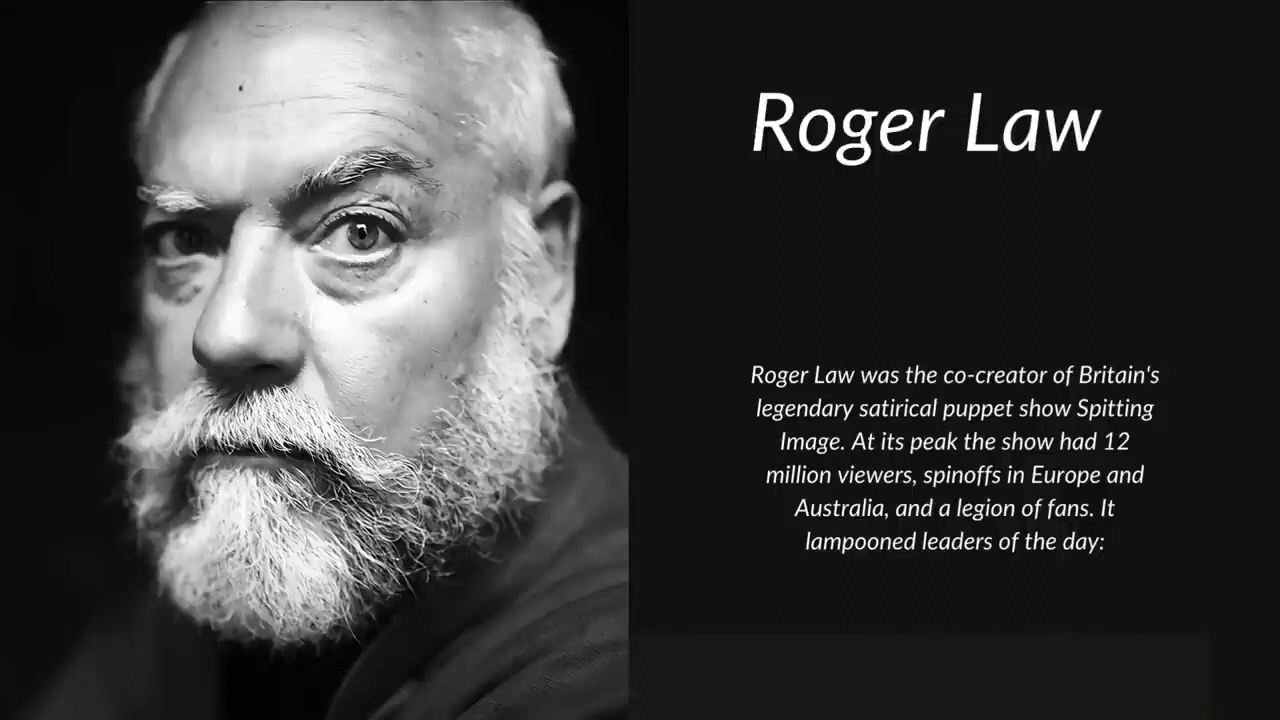 Roger Law
Roger Law was the co-creator of Britain's
legendary satirical puppet show Spitting
Image. At its peak the show had 12
million viewers, spinoffs in Europe and
Australia, and a legion of fans. It
lampooned leaders of the day: